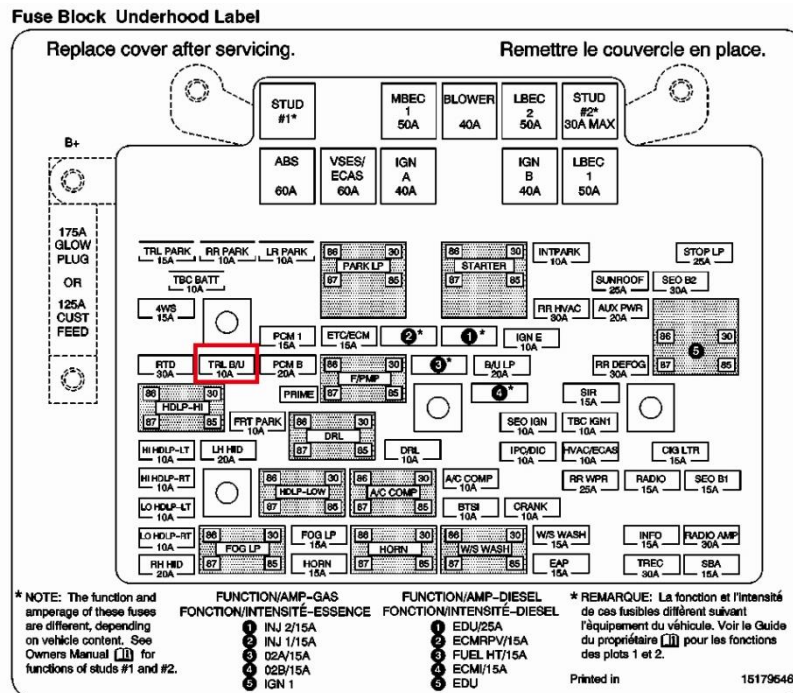 Fuse Block Underhood Label
Replace cover after servicing.
Remettre le couvercle en place.
STUD
#1*
MBEC
1
50A
BLOWER
40A
LBEC
2
50A
STUD
#2*
30A MAX
B+
ABS
60A
VSES/
ECAS
60A
IGN
A
40A
IGN
B
40A
LBEC
1
50A
175A
GLOW
PLUG
OR
125A
CUST
FEED
TRL PARK
15A
RR PARK
10A
LR PARK
10A
86 30
PARK LP
87 85
86 30
STARTER
87 85
INTPARK
10A
STOP LP
25A
TBC BATT
10A
SUNROOF
25A
SEO B2
30A
4WS
15A
RR HVAC
30A
AUX PWR
20A
PCM 1
15A
ETC/ECM
15A
2*
1*
IGN E
10A
86 30
5
87 85
RTD
30A
TRL B/U
10A
PCM B
20A
86 30
F/PMP
87 85
3*
B/U LP
20A
RR DEFOG
30A
PRIME
4*
SIR
15A
86 30
HDLP-HI
87 85
FRT PARK
10A
86 30
DRL
87 85
SEO IGN
10A
TBC IGN1
10A
HI HDLP-LT
10A
LH HID
20A
DRL
10A
IPC/DIC
10A
HVAC/ECAS
10A
CIG LTR
15A
HI HDLP-RT
10A
86 30
HDLP-LOW
87 85
86 30
A/C COMP
87 85
A/C COMP
10A
RR WPR
25A
RADIO
15A
SEO B1
15A
LO HDLP-LT
10A
BTSI
10A
CRANK
10A
LO HDLP-RT
10A
86 30
FOG LP
87 85
FOG LP
15A
86 30
HORN
87 85
86 30
W/S WASH
87 85
W/S WASH
15A
INFO
15A
RADIO AMP
30A
RH HID
20A
HORN
15A
EAP
15A
TREC
30A
SBA
15A
* NOTE: The function and
amperage of these fuses
are different, depending
on vehicle content. See
Owners Manual for
functions of studs #1 and #2.
FUNCTION/AMP-GAS
FONCTION/INTENSITÉ-ESSENCE
1 INJ 2/15A
2 INJ 1/15A
3 02A/15A
4 02B/15A
5 IGN 1
FUNCTION/AMP-DIESEL
FONCTION/INTENSITÉ-DIESEL
1 EDU/25A
2 ECMRPV/15A
3 FUEL HT/15A
4 ECMI/15A
5 EDU
* REMARQUE: La fonction et l'intensité
de ces fusibles diffèrent suivant
l'équipement du véhicule. Voir le Guide
du propriétaire pour les fonctions
des plots 1 et 2.
Printed in
15179546